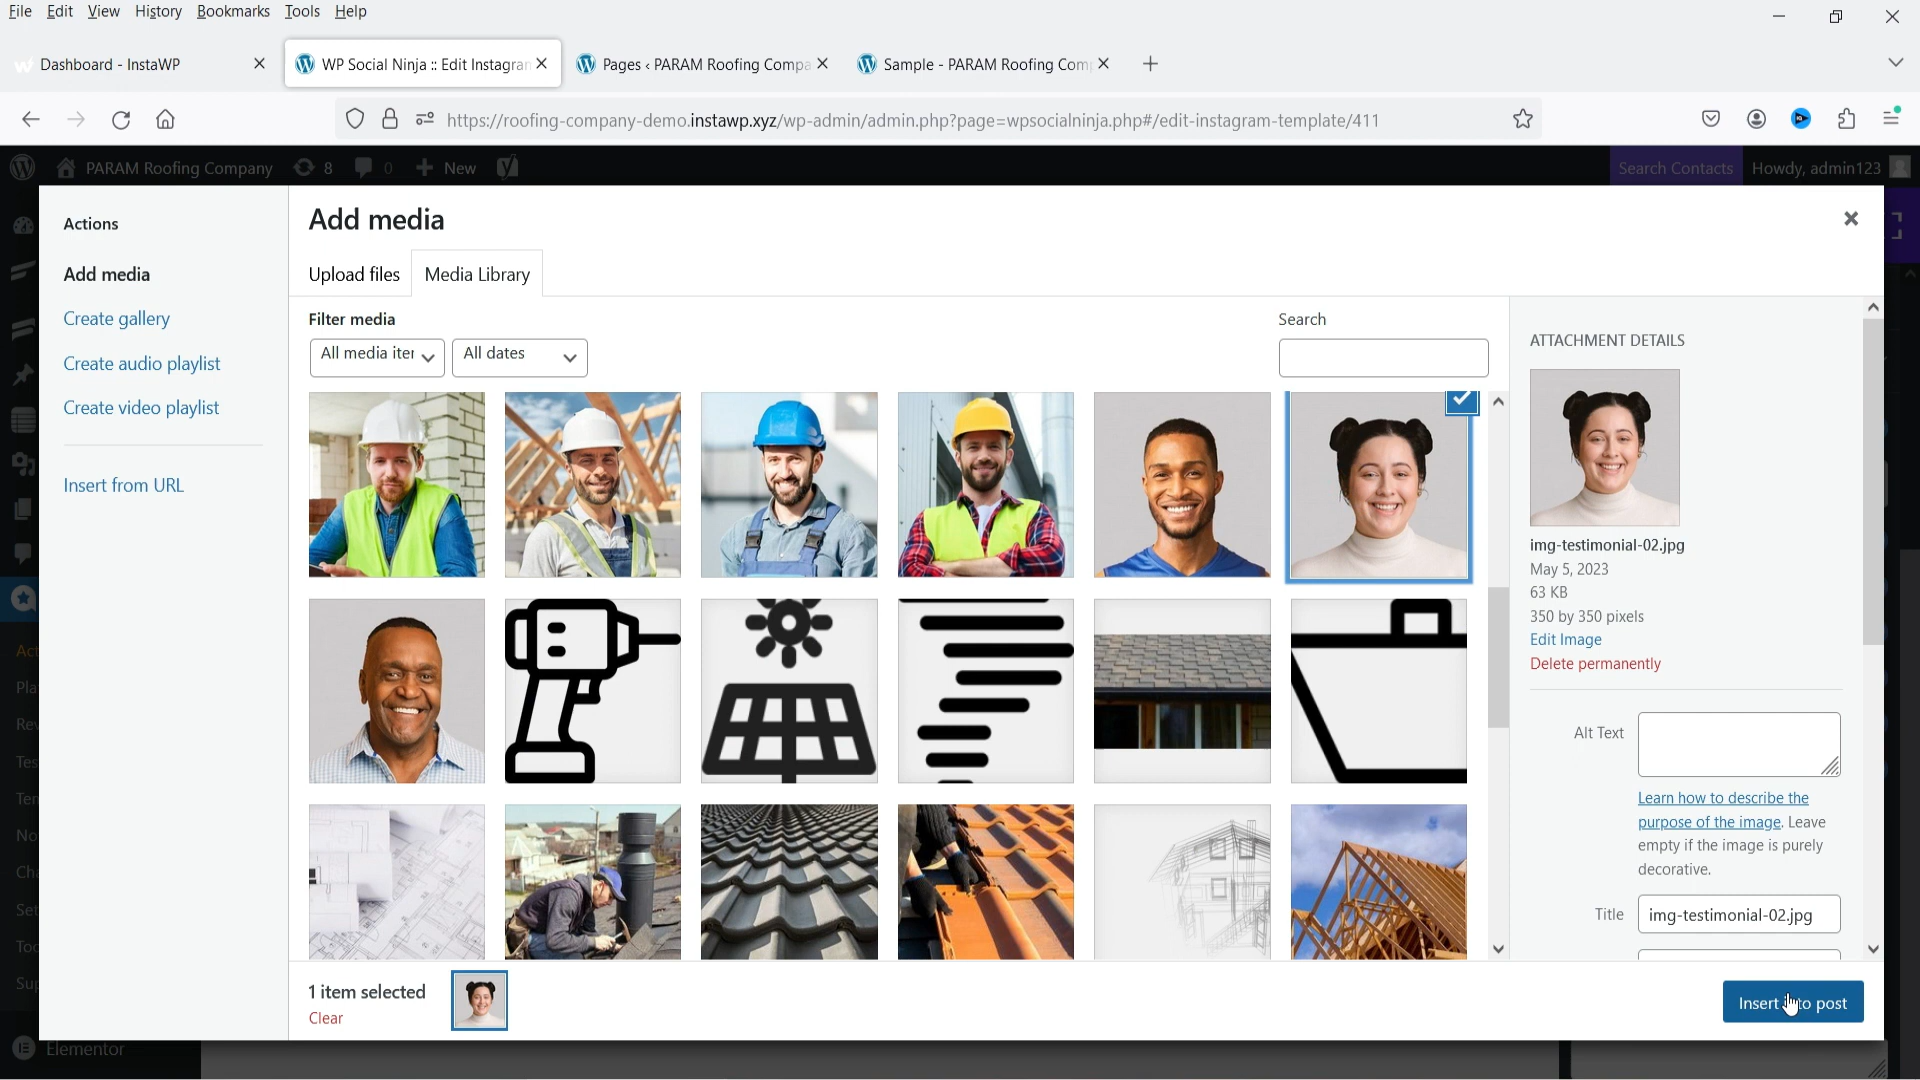 File Edit View History Bookmarks Tools Help
Dashboard - InstaWP
WP Social Ninja :: Edit Instagran
Pages ‹ PARAM Roofing Compa
Sample - PARAM Roofing Com
https://roofing-company-demo.instawp.xyz/wp-admin/admin.php?page=wpsocialninja.php#/edit-instagram-template/411
PARAM Roofing Company 8 0 New Search Contacts Howdy, admin123
Actions
Add media
Create gallery
Create audio playlist
Create video playlist
Insert from URL
Add media
Upload files Media Library
Filter media
Search
All media iter All dates
ATTACHMENT DETAILS
img-testimonial-02.jpg
May 5, 2023
63 KB
350 by 350 pixels
Edit Image
Delete permanently
Alt Text
Learn how to describe the
purpose of the image. Leave
empty if the image is purely
decorative.
Title img-testimonial-02.jpg
1 item selected
Clear
Insert to post
Elementor